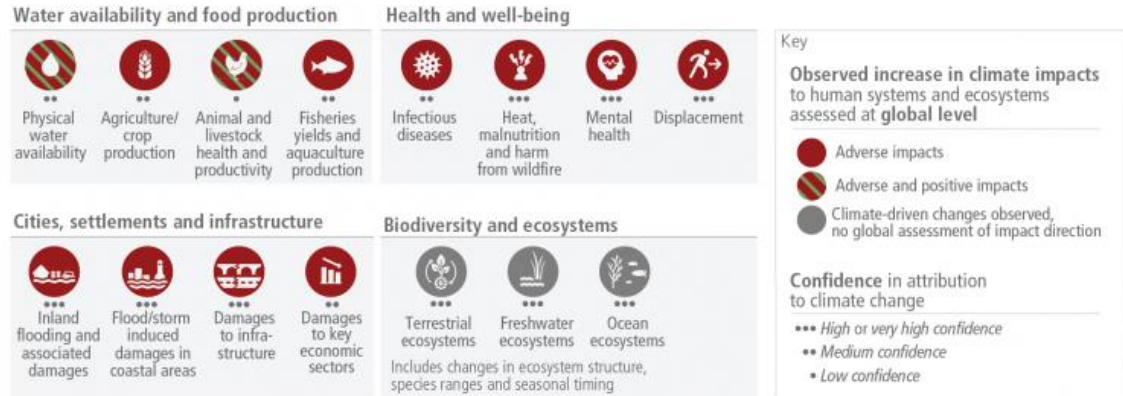 Water availability and food production
Physical
water
availability
Agriculture/
crop
production
Animal and
livestock
health and
productivity
Fisheries
yields and
aquaculture
production
Health and well-being
Infectious
diseases
Heat,
malnutrition
and harm
from wildfire
Mental
health
Displacement
Cities, settlements and infrastructure
Inland
flooding and
associated
damages
Flood/storm
induced
damages in
coastal areas
Damages
to infra-
structure
Damages
to key
economic
sectors
Biodiversity and ecosystems
Terrestrial
ecosystems
Freshwater
ecosystems
Ocean
ecosystems
Includes changes in ecosystem structure,
species ranges and seasonal timing
Key
Observed increase in climate impacts
to human systems and ecosystems
assessed at global level
Adverse impacts
Adverse and positive impacts
Climate-driven changes observed,
no global assessment of impact direction
Confidence in attribution
to climate change
••• High or very high confidence
•• Medium confidence
• Low confidence